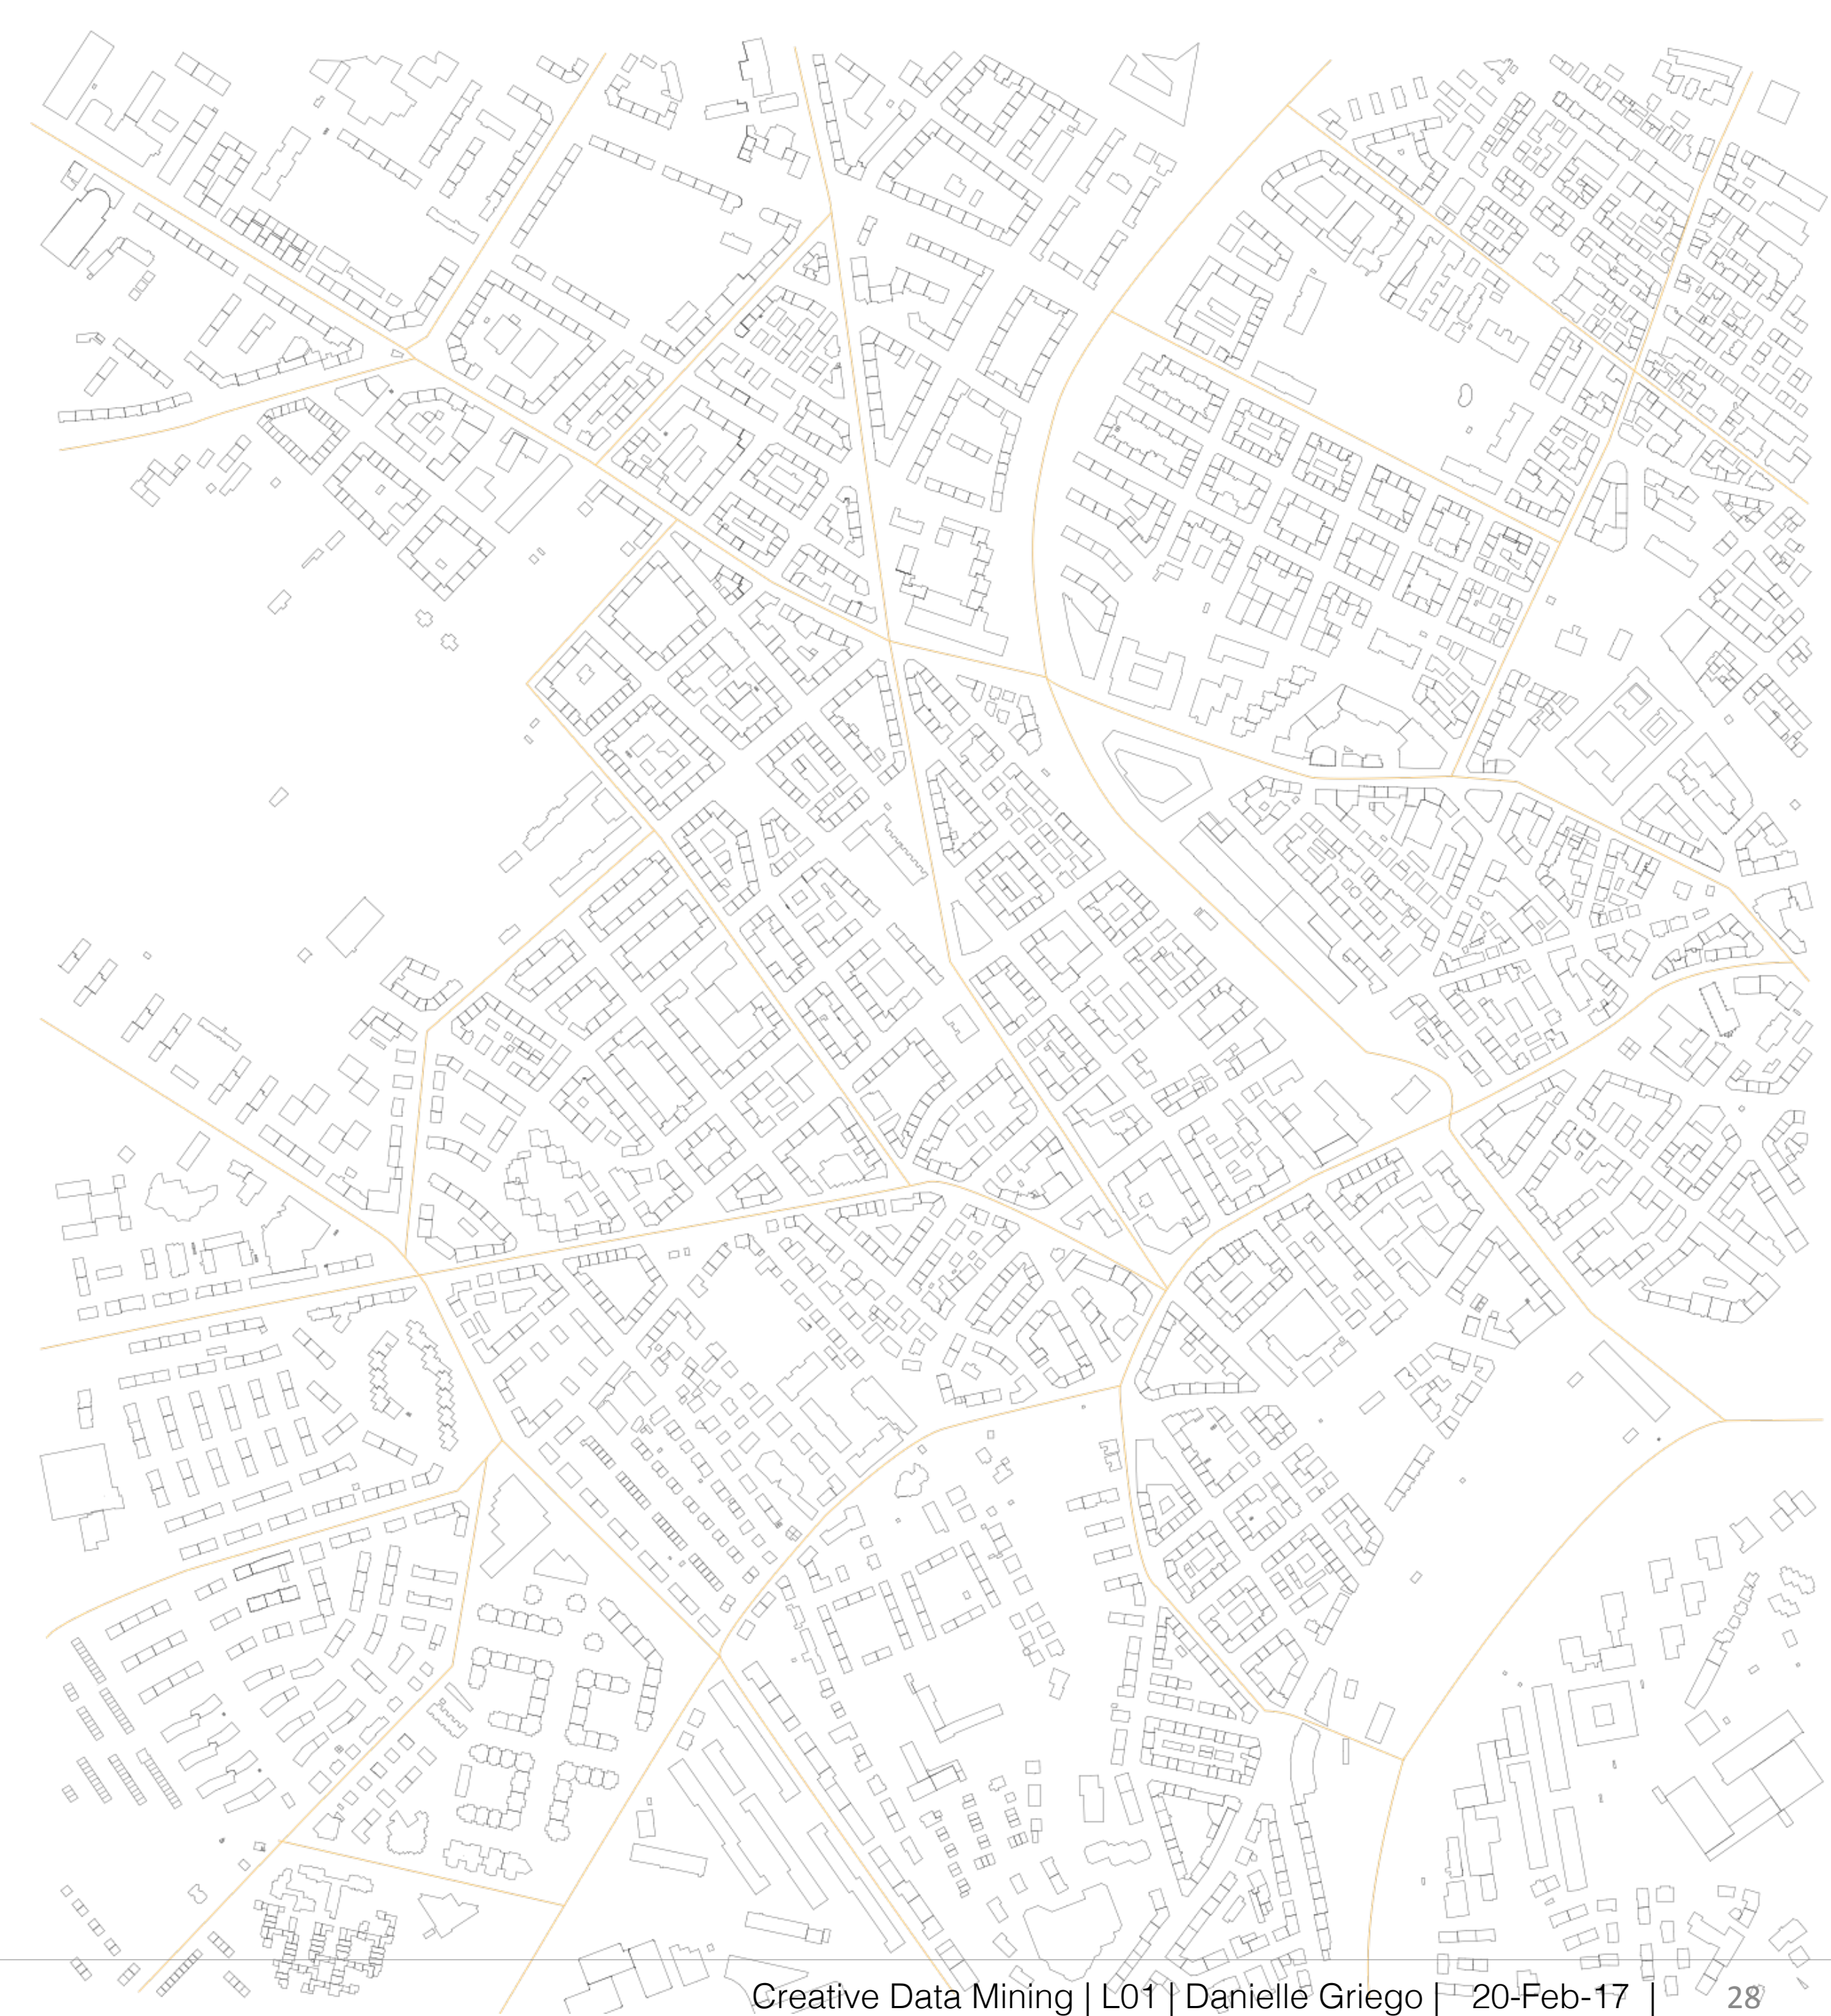 Creative Data Mining | L01 | Danielle Griego | 20-Feb-17 | 28